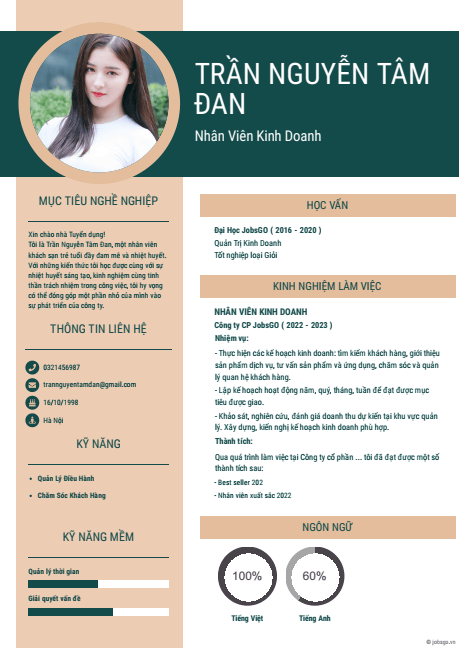 TRẦN NGUYỄN TÂM
ĐAN
Nhân Viên Kinh Doanh
MỤC TIÊU NGHỀ NGHIỆP
Xin chào nhà Tuyển dụng!
Tôi là Trần Nguyễn Tâm Đan, một nhân viên
khách sạn trẻ tuổi đầy đam mê và nhiệt huyết.
Với những kiến thức tôi học được cùng với sự
nhiệt huyết sáng tạo, kinh nghiệm cùng tinh
thần trách nhiệm trong công việc, tôi hy vọng
có thể đóng góp một phần nhỏ của mình vào
sự phát triển của công ty.
THÔNG TIN LIÊN HỆ
0321456987
trannguyentamdan@gmail.com
16/10/1998
Hà Nội
KỸ NĂNG
• Quản Lý Điều Hành
• Chăm Sóc Khách Hàng
KỸ NĂNG MỀM
Quản lý thời gian
Giải quyết vấn đề
HỌC VẤN
Đại Học JobsGO ( 2016 - 2020 )
Quản Trị Kinh Doanh
Tốt nghiệp loại Giỏi
KINH NGHIỆM LÀM VIỆC
NHÂN VIÊN KINH DOANH
Công ty CP JobsGO ( 2022 - 2023 )
Nhiệm vụ:
- Thực hiện các kế hoạch kinh doanh: tìm kiếm khách hàng, giới thiệu
sản phẩm dịch vụ, tư vấn sản phẩm và ứng dụng, chăm sóc và quản
lý quan hệ khách hàng.
- Lập kế hoạch hoạt động năm, quý, tháng, tuần để đạt được mục
tiêu được giao.
- Khảo sát, nghiên cứu, đánh giá doanh thu dự kiến tại khu vực quản
lý. Xây dựng, kiến nghị kế hoạch kinh doanh phù hợp.
Thành tích:
Qua quá trình làm việc tại Công ty cổ phần ... tôi đã đạt được một số
thành tích sau:
- Best seller 202
- Nhân viên xuất sắc 2022
NGÔN NGỮ
100% 60%
Tiếng Việt Tiếng Anh
© jobsgo.vn